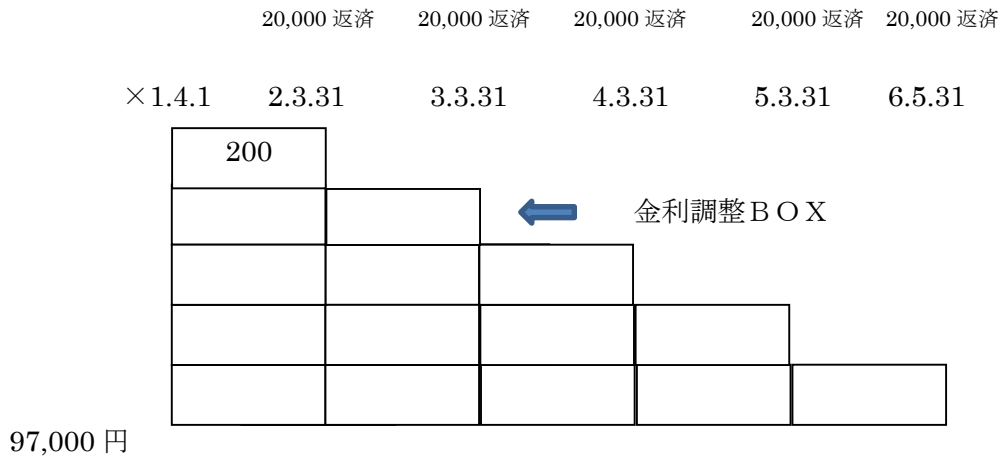 20,000 返済 20,000 返済 20,000 返済 20,000 返済 20,000 返済
×1.4.1 2.3.31 3.3.31 4.3.31 5.3.31 6.5.31
200
金利調整ＢＯＸ
97,000 円